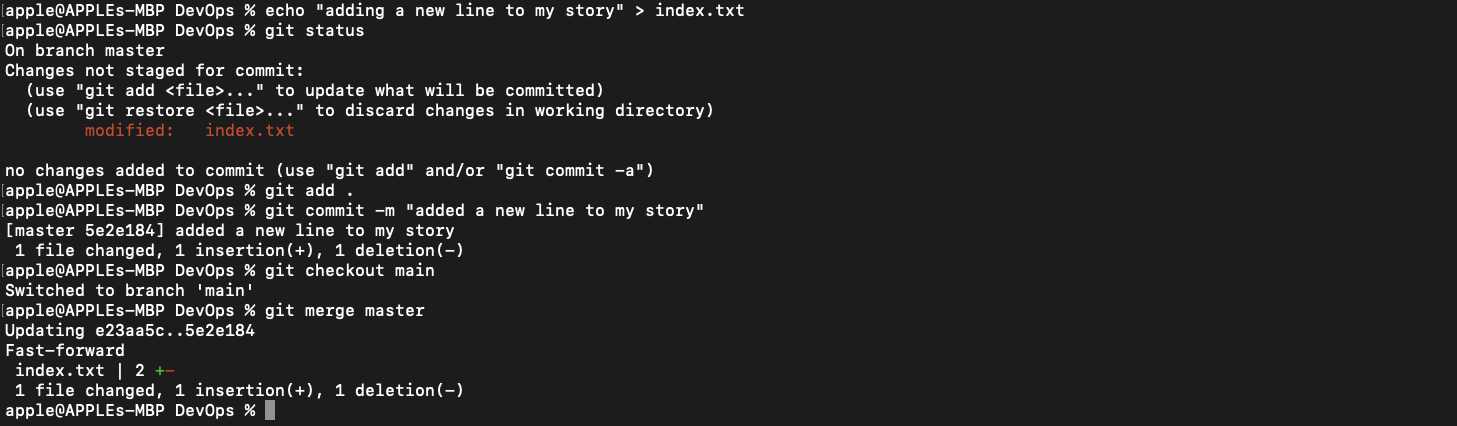 [apple@APPLEs-MBP DevOps % echo "adding a new line to my story" > index.txt
[apple@APPLEs-MBP DevOps % git status
On branch master
Changes not staged for commit:
  (use "git add <file>..." to update what will be committed)
  (use "git restore <file>..." to discard changes in working directory)
        modified:   index.txt

no changes added to commit (use "git add" and/or "git commit -a")
[apple@APPLEs-MBP DevOps % git add .
[apple@APPLEs-MBP DevOps % git commit -m "added a new line to my story"
[master 5e2e184] added a new line to my story
 1 file changed, 1 insertion(+), 1 deletion(-)
[apple@APPLEs-MBP DevOps % git checkout main
Switched to branch 'main'
[apple@APPLEs-MBP DevOps % git merge master
Updating e23aa5c..5e2e184
Fast-forward
 index.txt | 2 +-
 1 file changed, 1 insertion(+), 1 deletion(-)
apple@APPLEs-MBP DevOps %